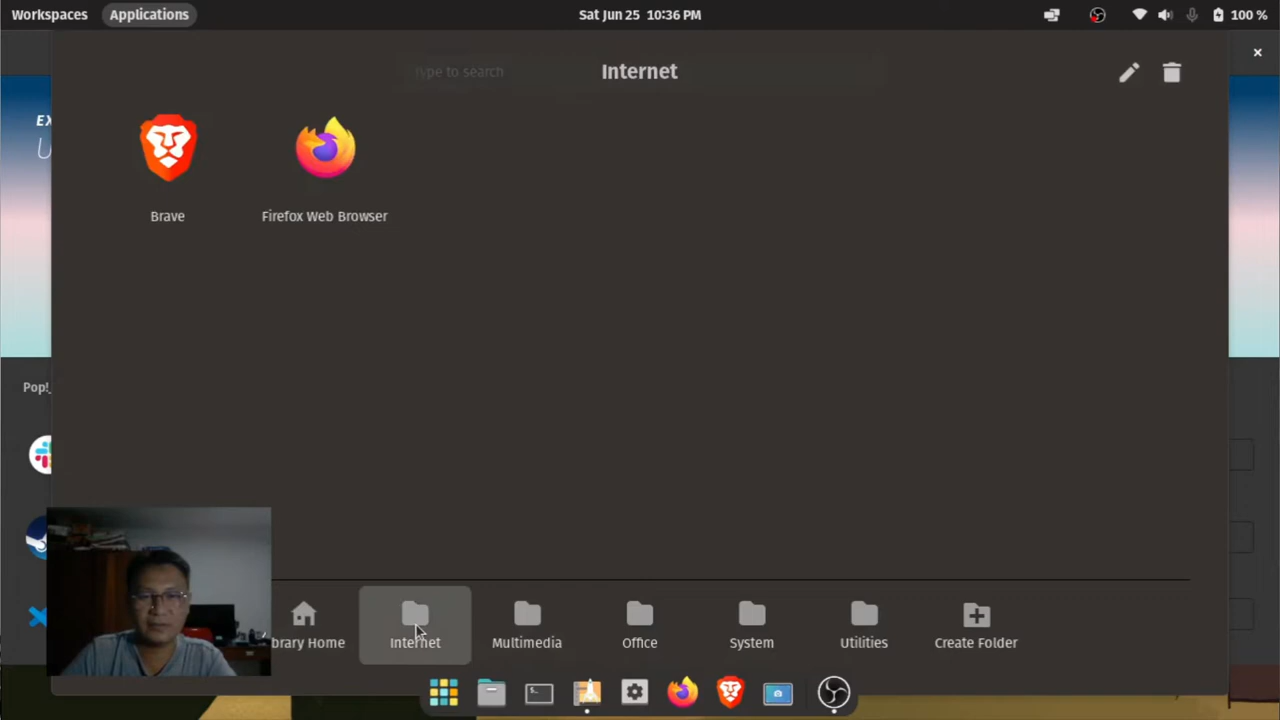 Workspaces Applications Sat Jun 25 10:36 PM 100 %
EX
U
Type to search Internet
Brave Firefox Web Browser
Pop!_
brary Home Internet Multimedia Office System Utilities Create Folder